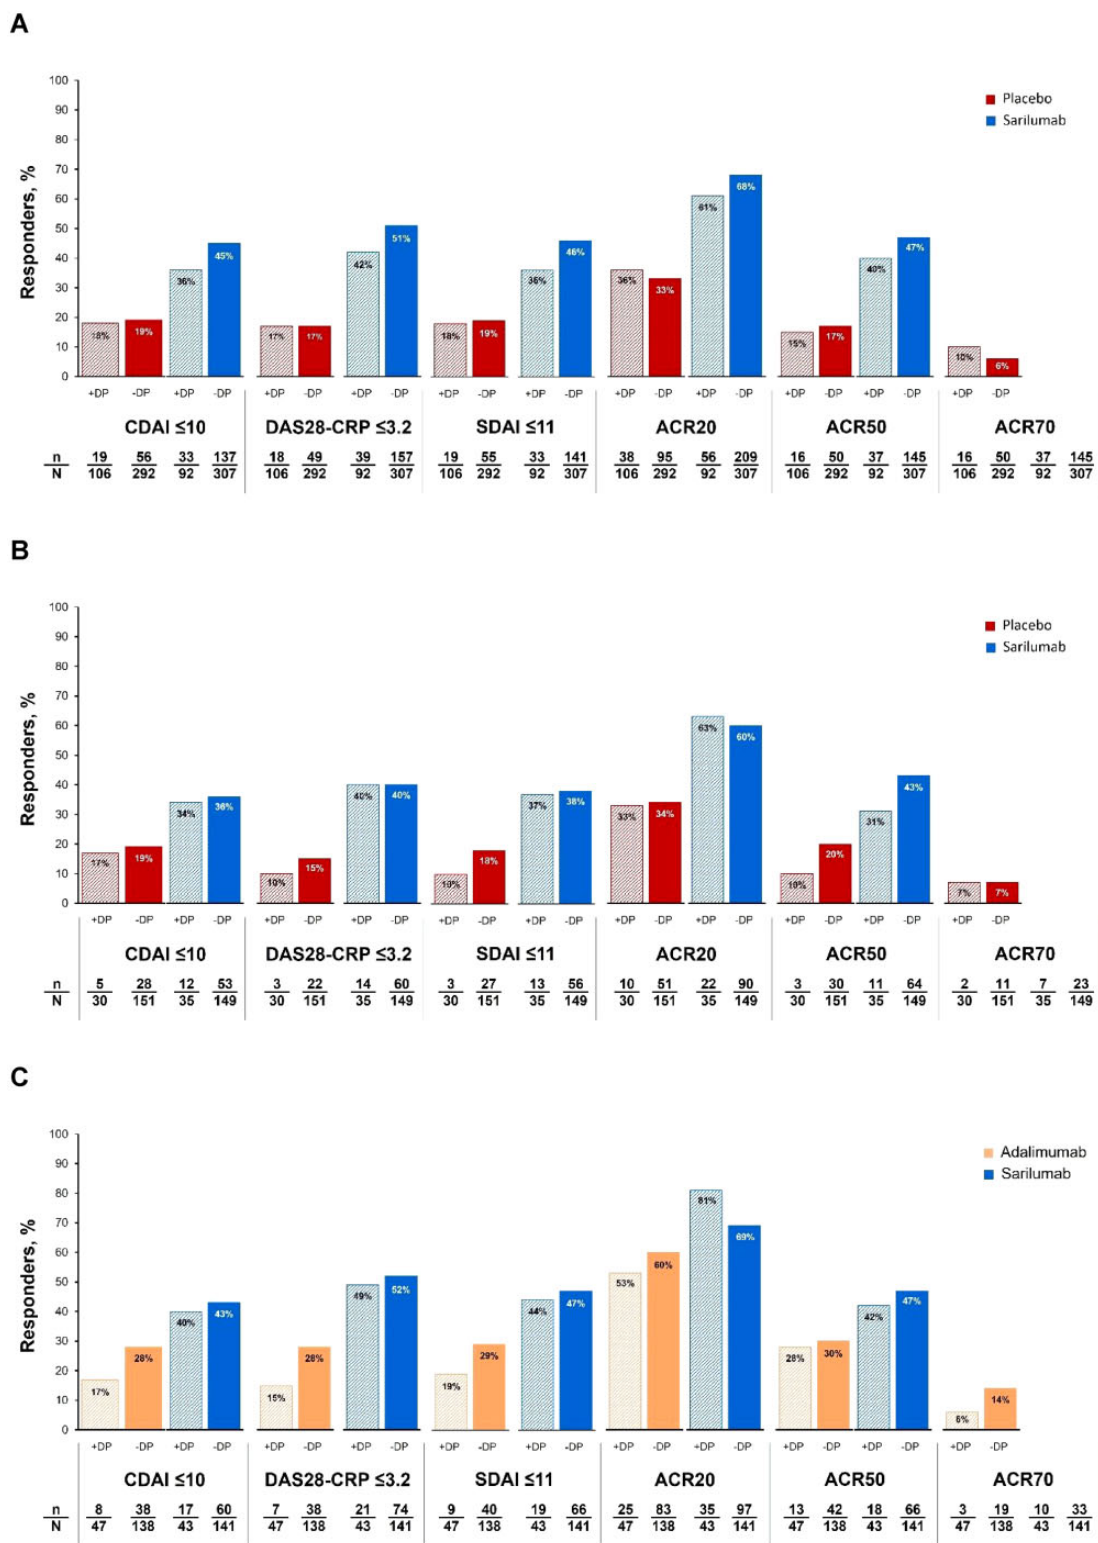 A
100
90
80
70
60
50
40
30
20
10
0
Responders, %
Placebo
Sarilumab
18% 19% 36% 45% 17% 17% 42% 51% 18% 19% 36% 46% 36% 33% 61% 68% 15% 17% 40% 47% 10% 6%
+DP -DP +DP -DP +DP -DP +DP -DP +DP -DP +DP -DP +DP -DP +DP -DP +DP -DP +DP -DP +DP -DP
CDAI ≤10 DAS28-CRP ≤3.2 SDAI ≤11 ACR20 ACR50 ACR70
n 19 56 33 137 18 49 39 157 19 55 33 141 38 95 56 209 16 50 37 145 16 50 37 145
N 106 292 92 307 106 292 92 307 106 292 92 307 106 292 92 307 106 292 92 307 106 292 92 307
B
100
90
80
70
60
50
40
30
20
10
0
Responders, %
Placebo
Sarilumab
17% 19% 34% 36% 10% 15% 40% 40% 10% 18% 37% 38% 33% 34% 63% 60% 10% 20% 31% 43% 7% 7%
+DP -DP +DP -DP +DP -DP +DP -DP +DP -DP +DP -DP +DP -DP +DP -DP +DP -DP +DP -DP +DP -DP
CDAI ≤10 DAS28-CRP ≤3.2 SDAI ≤11 ACR20 ACR50 ACR70
n 5 28 12 53 3 22 14 60 3 27 13 56 10 51 22 90 3 30 11 64 2 11 7 23
N 30 151 35 149 30 151 35 149 30 151 35 149 30 151 35 149 30 151 35 149 30 151 35 149
C
100
90
80
70
60
50
40
30
20
10
0
Responders, %
Adalimumab
Sarilumab
17% 28% 40% 43% 15% 28% 49% 52% 19% 29% 44% 47% 53% 60% 81% 69% 28% 30% 42% 47% 6% 14%
+DP -DP +DP -DP +DP -DP +DP -DP +DP -DP +DP -DP +DP -DP +DP -DP +DP -DP +DP -DP +DP -DP
CDAI ≤10 DAS28-CRP ≤3.2 SDAI ≤11 ACR20 ACR50 ACR70
n 8 38 17 60 7 38 21 74 9 40 19 66 25 83 35 97 13 42 18 66 3 19 10 33
N 47 138 43 141 47 138 43 141 47 138 43 141 47 138 43 141 47 138 43 141 47 138 43 141